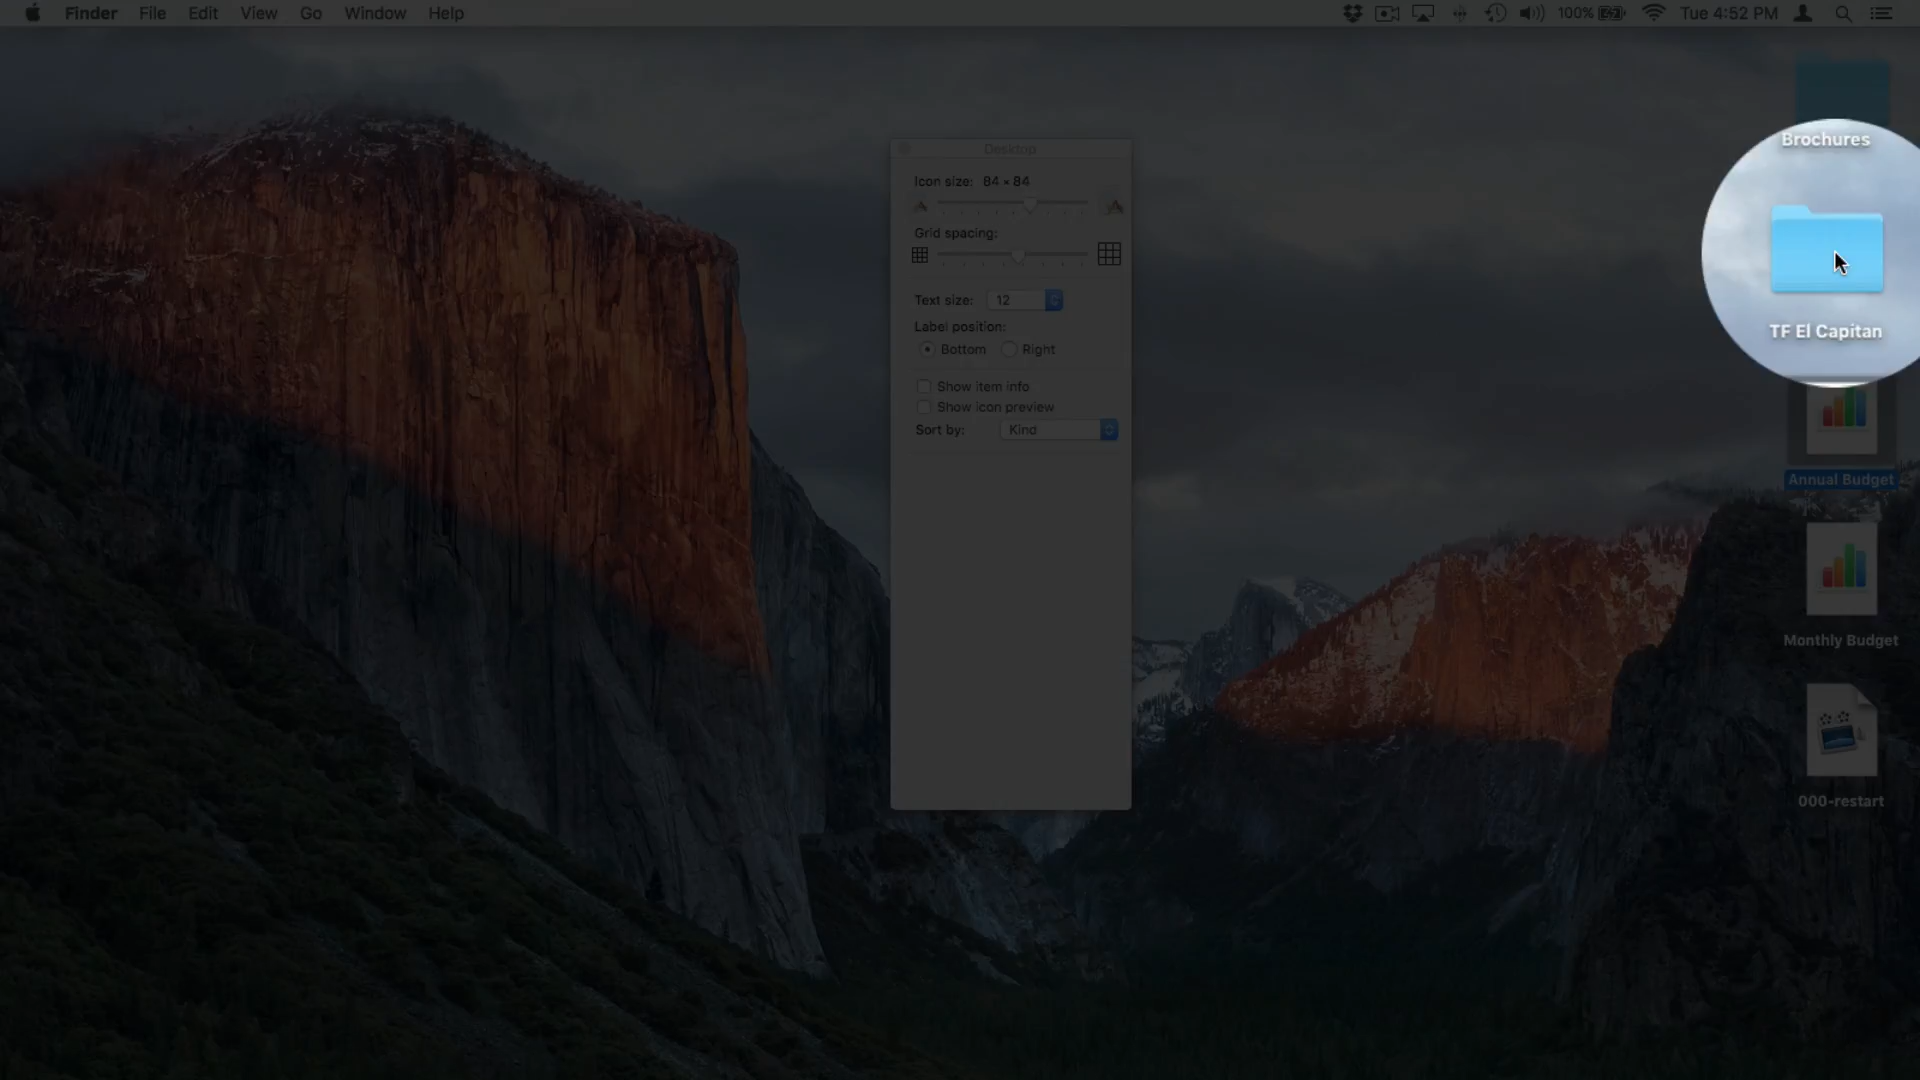 Finder File Edit View Go Window Help 100% Tue 4:52 PM
Brochures
TF El Capitan
Annual Budget
Monthly Budget
000-restart
Desktop
Icon size: 84 × 84
Grid spacing:
Text size: 12
Label position:
Bottom Right
Show item info
Show icon preview
Sort by: Kind